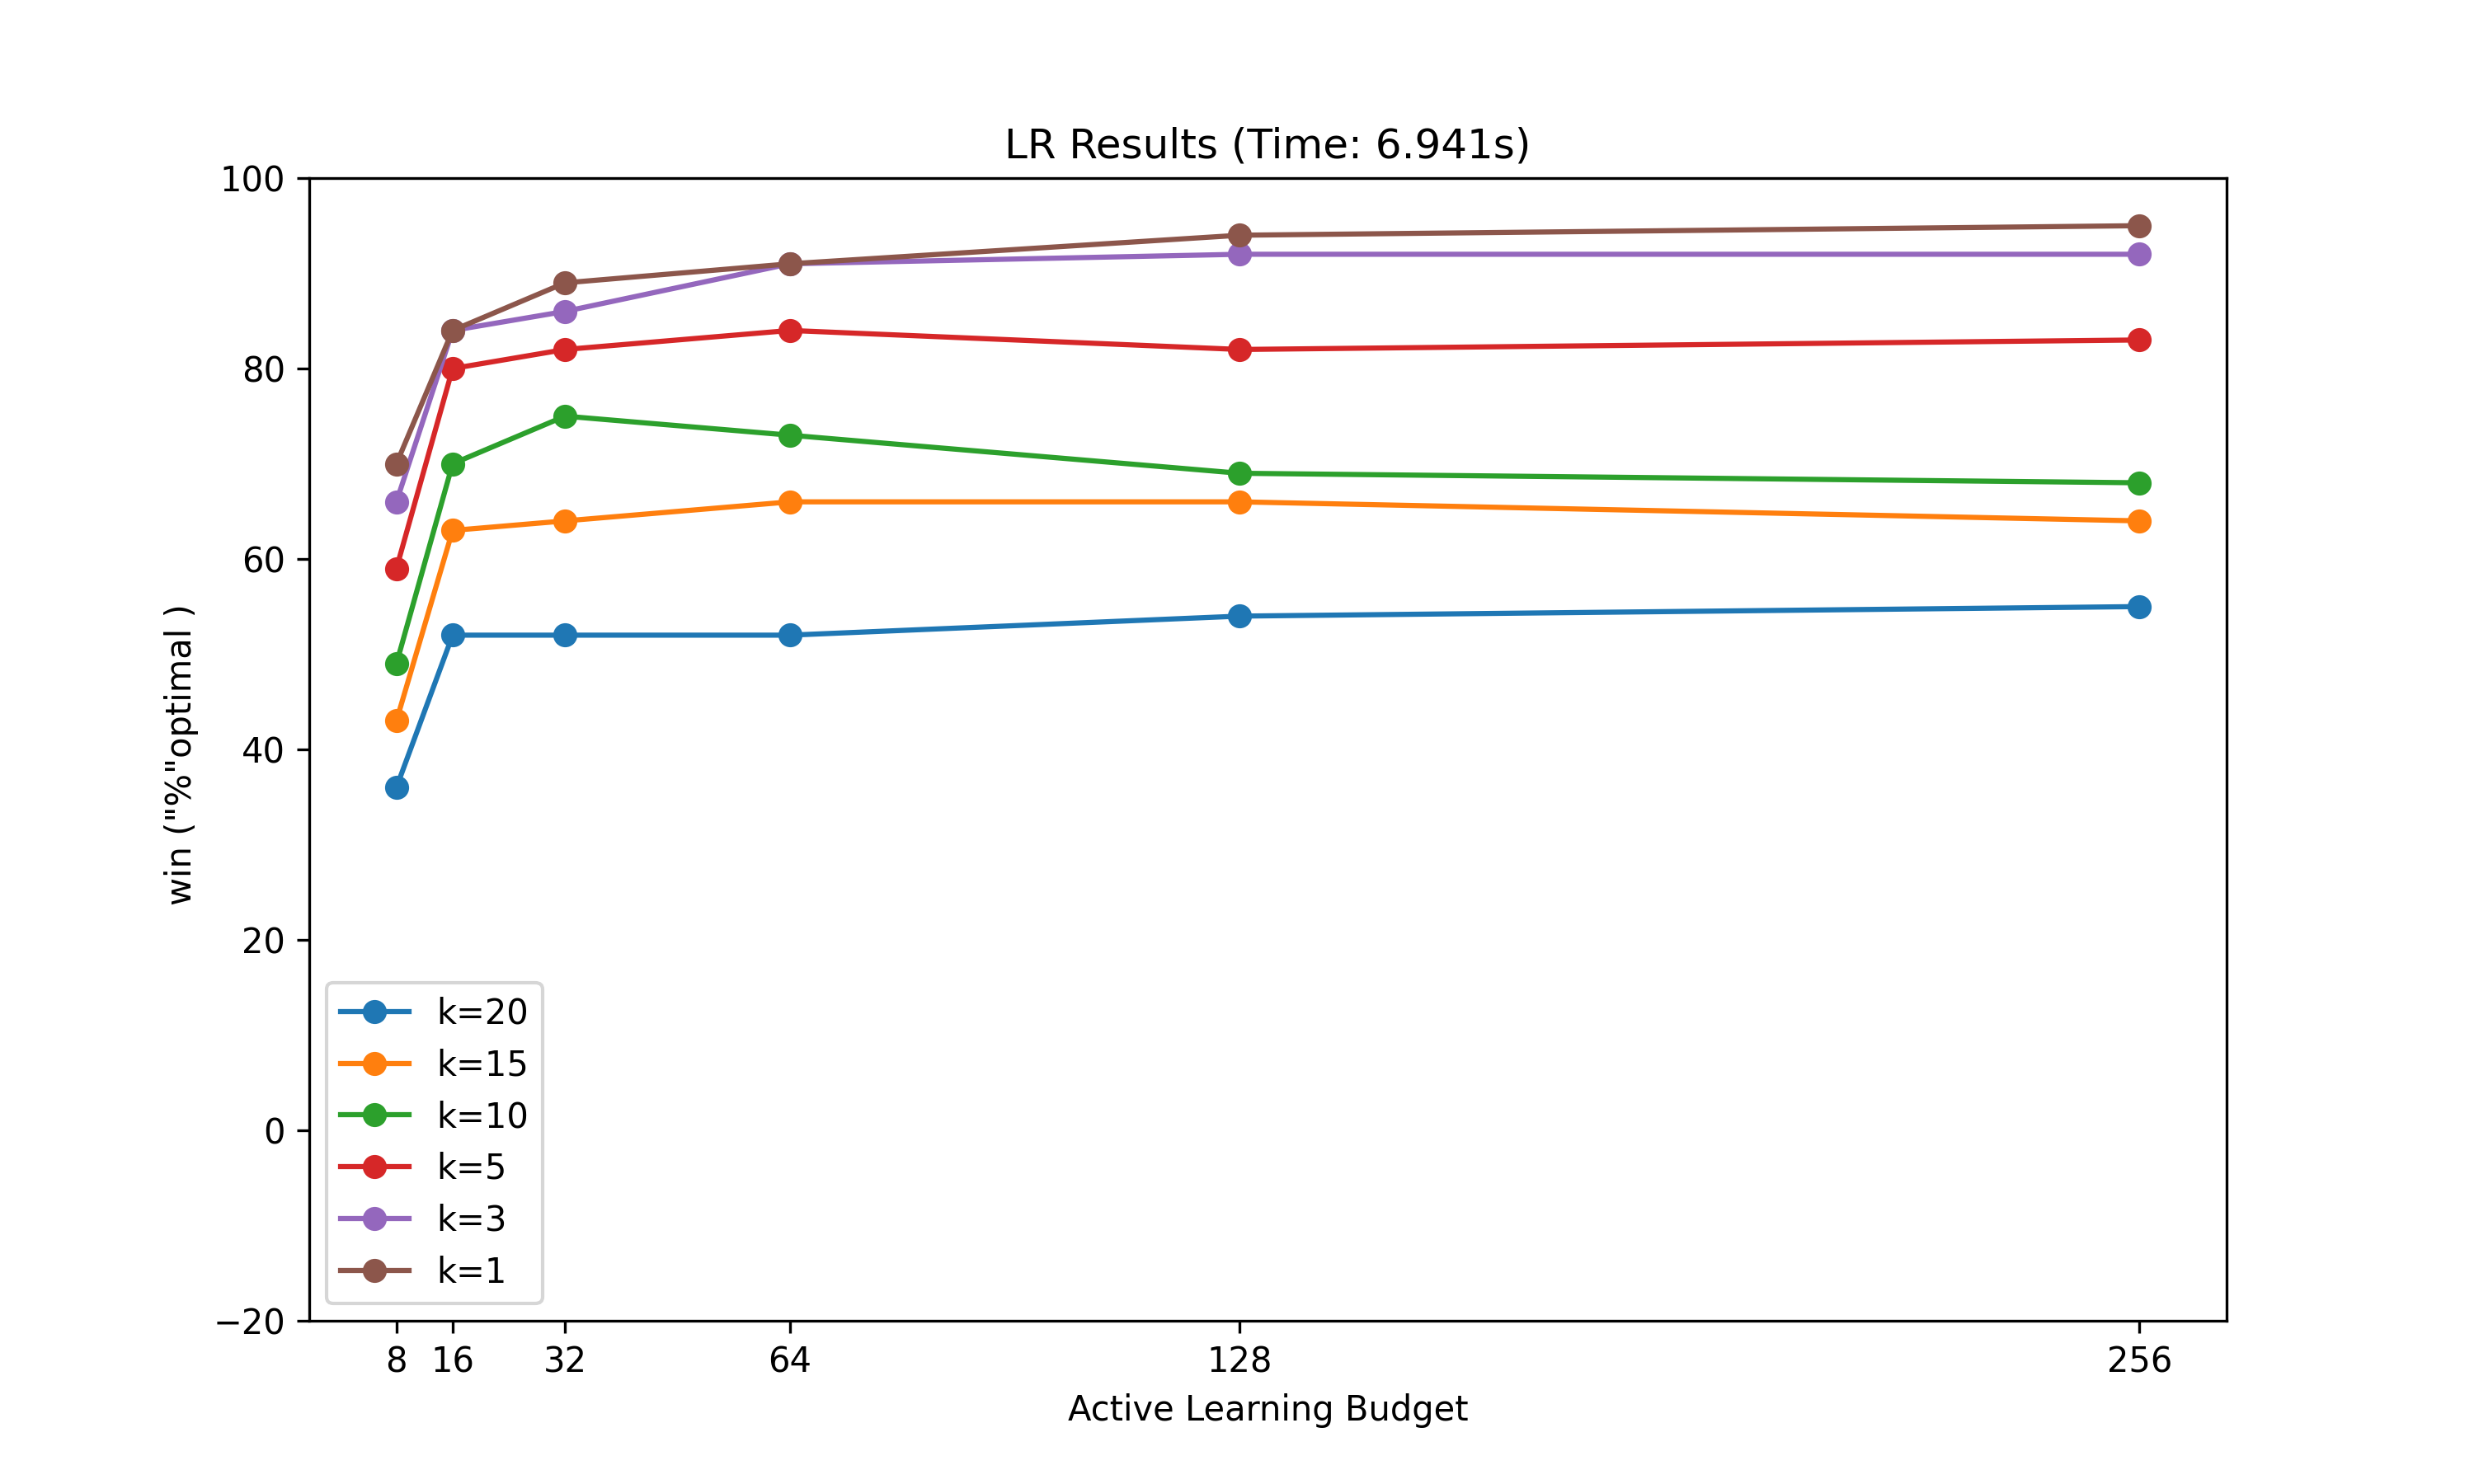 LR Results (Time: 6.941s)
100
80
60
40
20
0
−20
win ("%"optimal )
k=20
k=15
k=10
k=5
k=3
k=1
8 16 32 64 128 256
Active Learning Budget